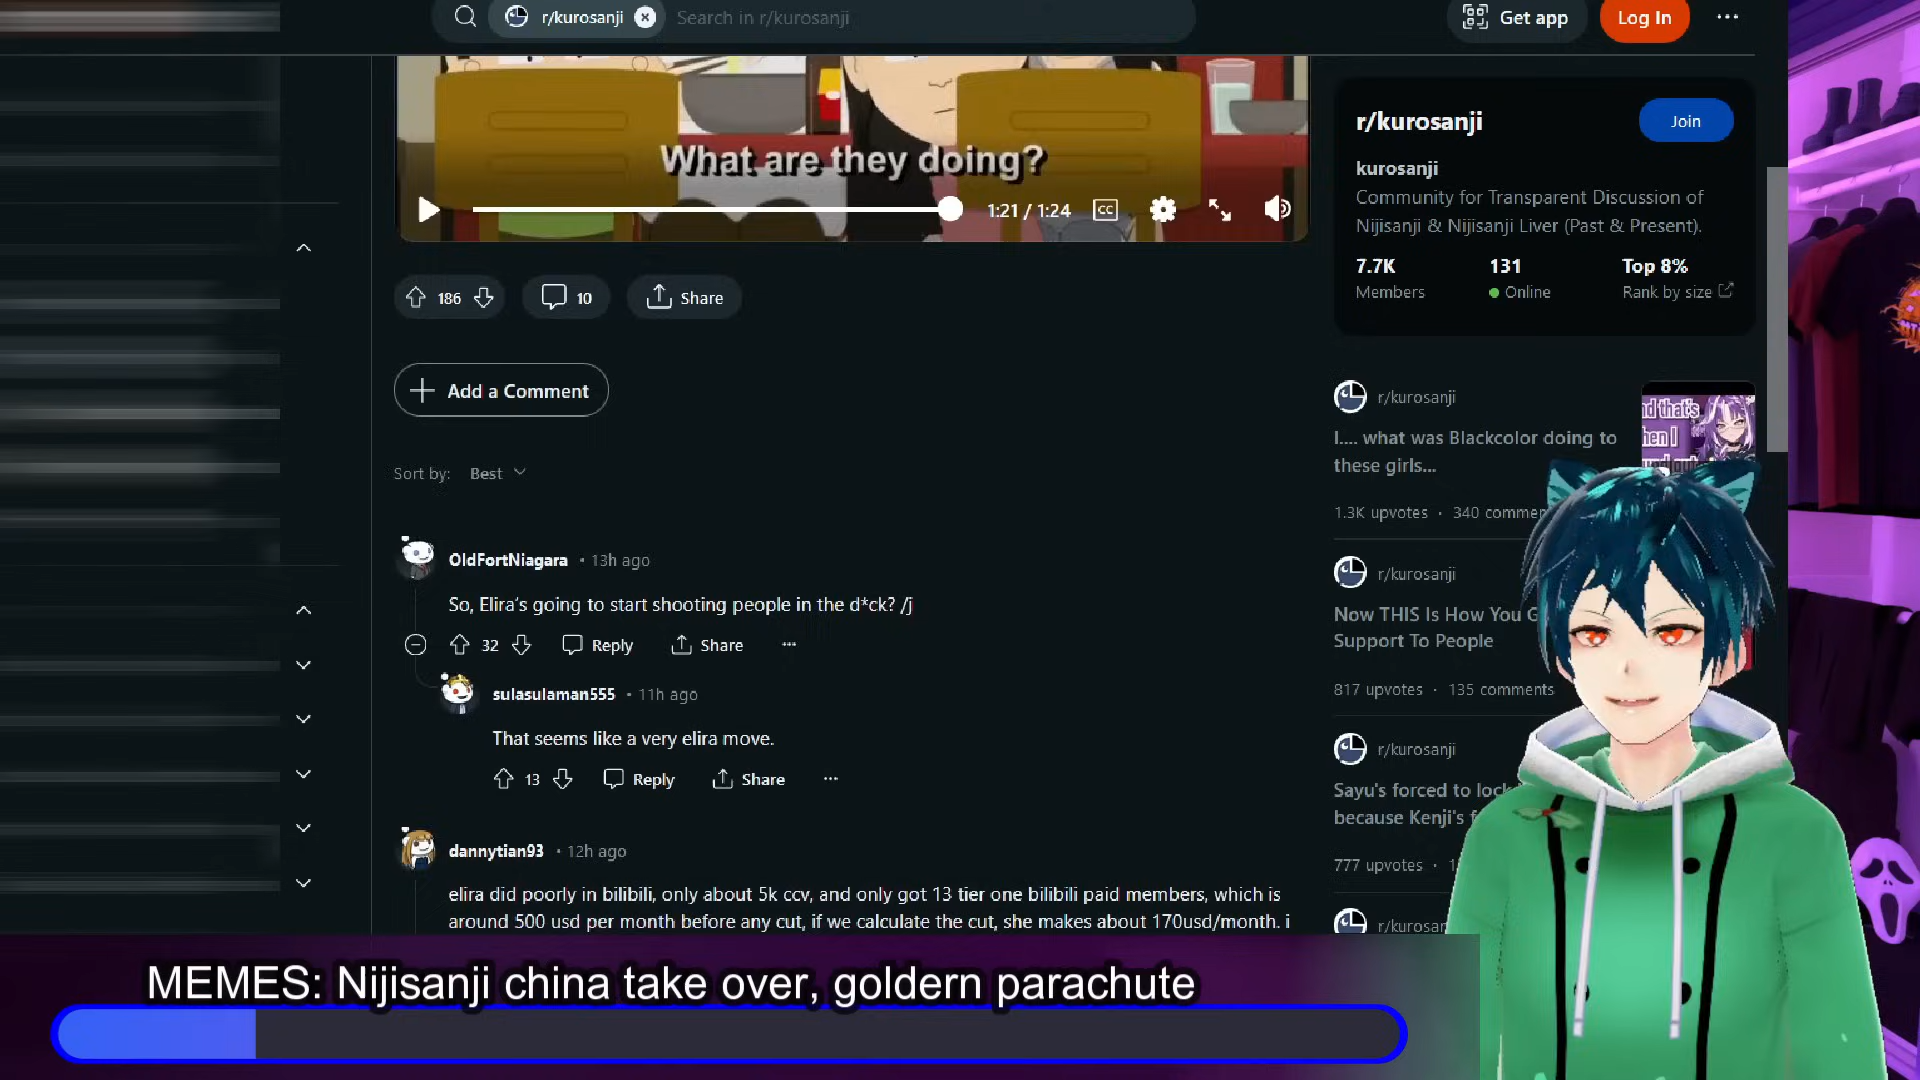 r/kurosanji
Search in r/kurosanji
Get app
Log In
What are they doing?
1:21 / 1:24
CC
186
10
Share
Add a Comment
Sort by: Best
OldFortNiagara • 13h ago
So, Elira's going to start shooting people in the d*ck? /j
32 Reply Share
sulasulaman555 • 11h ago
That seems like a very elira move.
13 Reply Share
dannytian93 • 12h ago
elira did poorly in bilibili, only about 5k ccv, and only got 13 tier one bilibili paid members, which is
around 500 usd per month before any cut, if we calculate the cut, she makes about 170usd/month. i
r/kurosanji
Join
kurosanji
Community for Transparent Discussion of
Nijisanji & Nijisanji Liver (Past & Present).
7.7K 131 Top 8%
Members Online Rank by size
r/kurosanji
I.... what was Blackcolor doing to
these girls...
1.3K upvotes · 340 commen
r/kurosanji
Now THIS Is How You G
Support To People
817 upvotes · 135 comments
r/kurosanji
Sayu's forced to lock
because Kenji's f
777 upvotes · 1
r/kurosanji
MEMES: Nijisanji china take over, goldern parachute